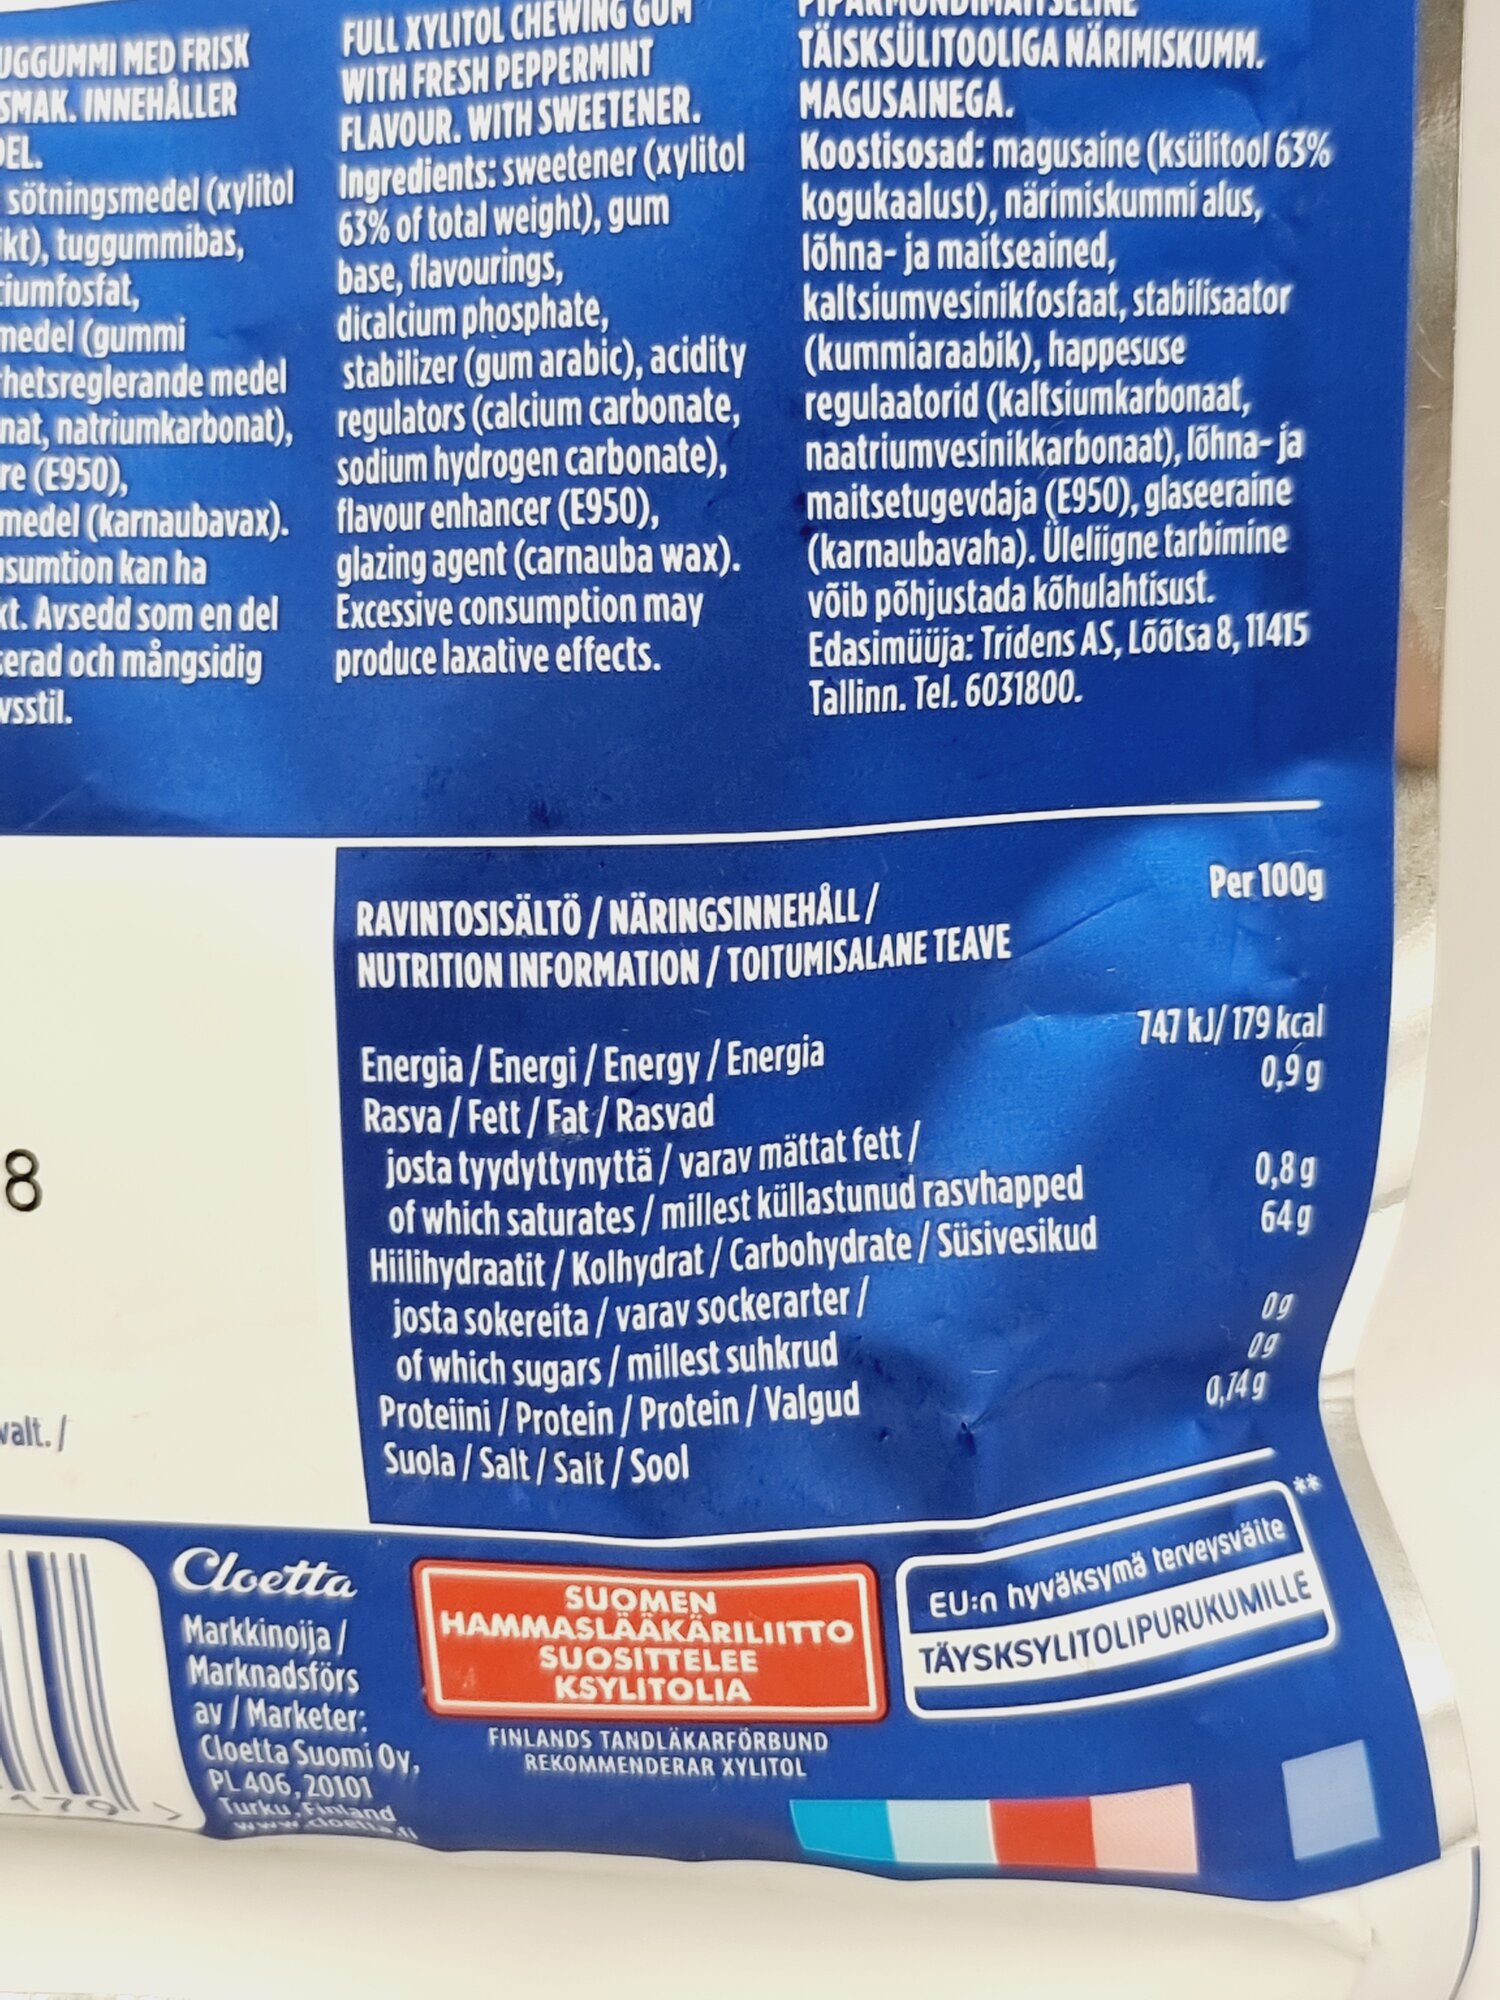 UGGUMMI MED FRISK
SMAK. INNEHÅLLER
DEL.
sötningsmedel (xylitol
ikt), tuggummibas,
ciumfosfat,
medel (gummi
rhetsreglerande medel
nat, natriumkarbonat),
re (E950),
medel (karnaubavax).
nsumtion kan ha
kt. Avsedd som en del
serad och mångsidig
vsstil.
FULL XYLITOL CHEWING GUM
WITH FRESH PEPPERMINT
FLAVOUR. WITH SWEETENER.
Ingredients: sweetener (xylitol
63% of total weight), gum
base, flavourings,
dicalcium phosphate,
stabilizer (gum arabic), acidity
regulators (calcium carbonate,
sodium hydrogen carbonate),
flavour enhancer (E950),
glazing agent (carnauba wax).
Excessive consumption may
produce laxative effects.
PIPARMÜNDIMAITSELINE
TÄISKSÜLITOOLIGA NÄRIMISKUMM.
MAGUSAINEGA.
Koostisosad: magusaine (ksülitool 63%
kogukaalust), närimiskummi alus,
lõhna- ja maitseained,
kaltsiumvesinikfosfaat, stabilisaator
(kummiaraabik), happesuse
regulaatorid (kaltsiumkarbonaat,
naatriumvesinikkarbonaat), lõhna- ja
maitsetugevdaja (E950), glaseeraine
(karnaubavaha). Üleliigne tarbimine
võib põhjustada kõhulahtisust.
Edasimüüja: Tridens AS, Lõõtsa 8, 11415
Tallinn. Tel. 6031800.
RAVINTOSISÄLTÖ / NÄRINGSINNEHÅLL /
NUTRITION INFORMATION / TOITUMISALANE TEAVE
Per 100g
Energia / Energi / Energy / Energia 747 kJ/ 179 kcal
Rasva / Fett / Fat / Rasvad 0,9 g
josta tyydyttynyttä / varav mättat fett /
of which saturates / millest küllastunud rasvhapped 0,8 g
Hiilihydraatit / Kolhydrat / Carbohydrate / Süsivesikud 64 g
josta sokereita / varav sockerarter /
of which sugars / millest suhkrud 0 g
Proteiini / Protein / Protein / Valgud 0 g
Suola / Salt / Salt / Sool 0,74 g
8
valt. /
179 >
Cloetta
Markkinoija /
Marknadsförs
av / Marketer:
Cloetta Suomi Oy,
PL 406, 20101
Turku, Finland
www.cloetta.fi
SUOMEN
HAMMASLÄÄKÄRILIITTO
SUOSITTELEE
KSYLITOLIA
FINLANDS TANDLÄKARFÖRBUND
REKOMMENDERAR XYLITOL
EU:n hyväksymä terveysväite **
TÄYSKSYLITOLIPURUKUMILLE